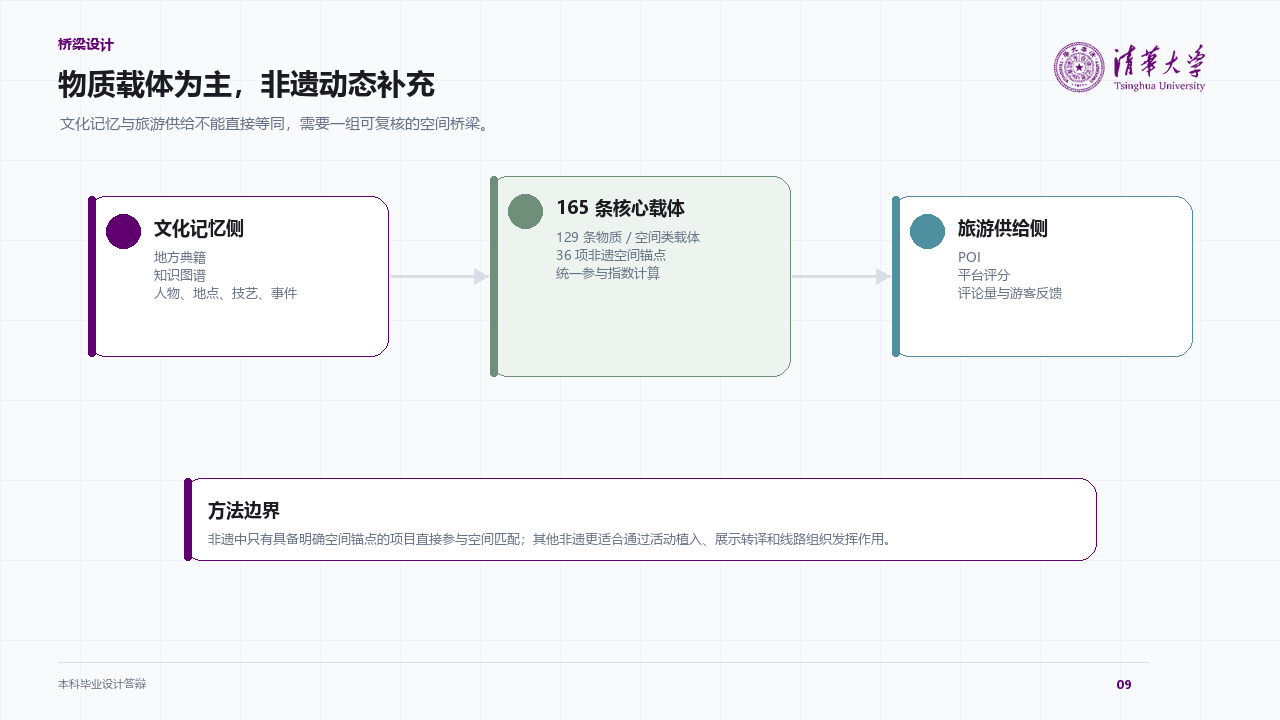 桥梁设计
物质载体为主，非遗动态补充
文化记忆与旅游供给不能直接等同，需要一组可复核的空间桥梁。
清华大学
Tsinghua University
文化记忆侧
地方典籍
知识图谱
人物、地点、技艺、事件
165 条核心载体
129 条物质 / 空间类载体
36 项非遗空间锚点
统一参与指数计算
旅游供给侧
POI
平台评分
评论量与游客反馈
方法边界
非遗中只有具备明确空间锚点的项目直接参与空间匹配；其他非遗更适合通过活动植入、展示转译和线路组织发挥作用。
本科毕业设计答辩
09